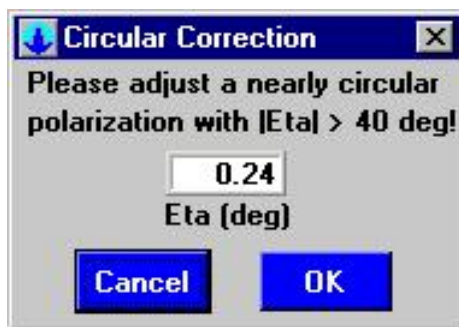 Circular Correction
Please adjust a nearly circular
polarization with |Eta| > 40 deg!
0.24
Eta (deg)
Cancel OK